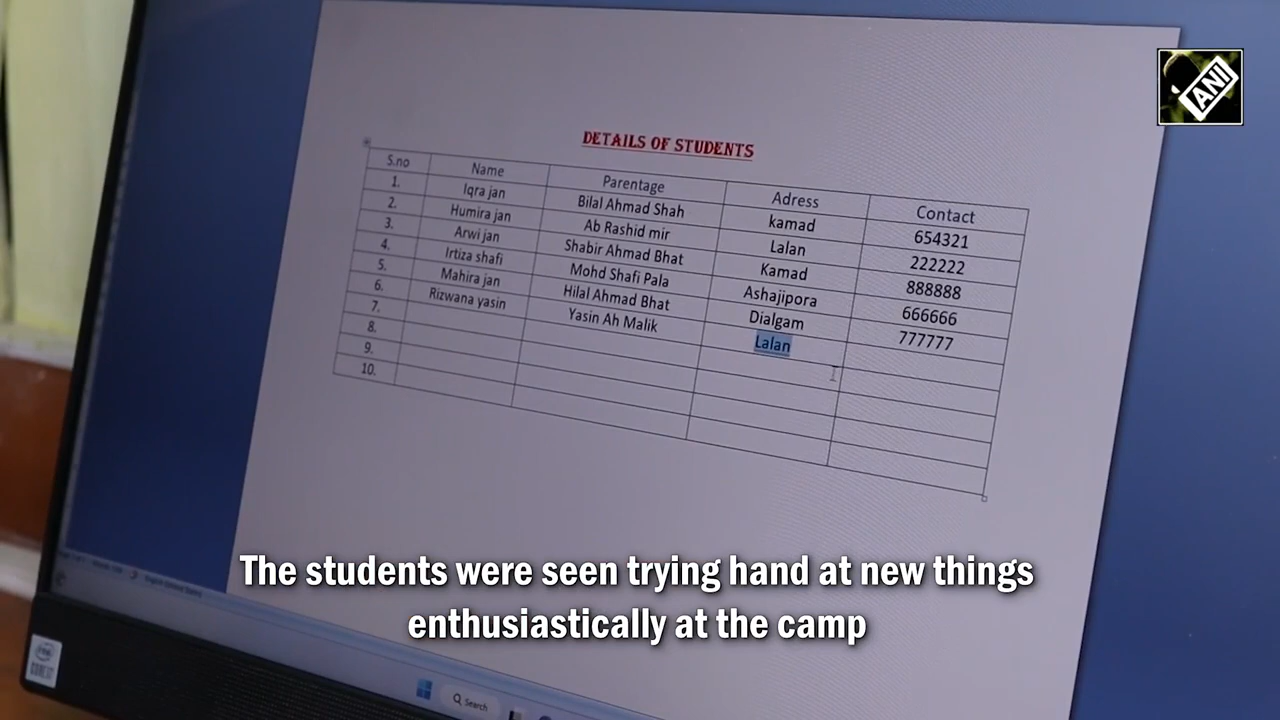 ANI
DETAILS OF STUDENTS
S.no Name Parentage Adress Contact
1. Iqra jan Bilal Ahmad Shah kamad 654321
2. Humira jan Ab Rashid mir Lalan 222222
3. Arwi jan Shabir Ahmad Bhat Kamad 888888
4. Irtiza shafi Mohd Shafi Pala Ashajipora 666666
5. Mahira jan Hilal Ahmad Bhat Dialgam 777777
6. Rizwana yasin Yasin Ah Malik Lalan
7.
8.
9.
10.
The students were seen trying hand at new things
enthusiastically at the camp
CORE
Search